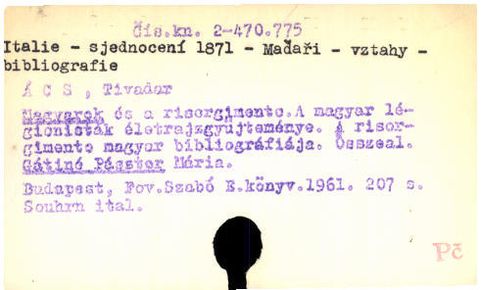 Čís.kn. 2-470.775
Italie - sjednocení 1871 - Maďaři - vztahy -
bibliografie
Á C S , Tivadar
Magyarok és a risorgimento.A magyar lé-
gionisták életrajzgyüjteménye. A risor-
gimento magyar bibliográfiája. Összeal.
Gátiné Pásztor Mária.
Budapest, Fov.Szabó E.könyv.1961. 207 s.
Souhrn ital.
Pč